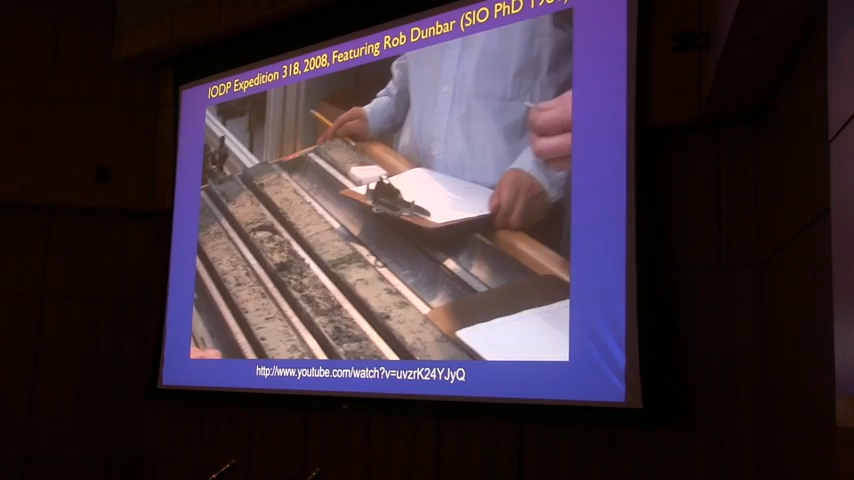 IODP Expedition 318, 2008, Featuring Rob Dunbar (SIO PhD
http://www.youtube.com/watch?v=uvzrK24YJyQ